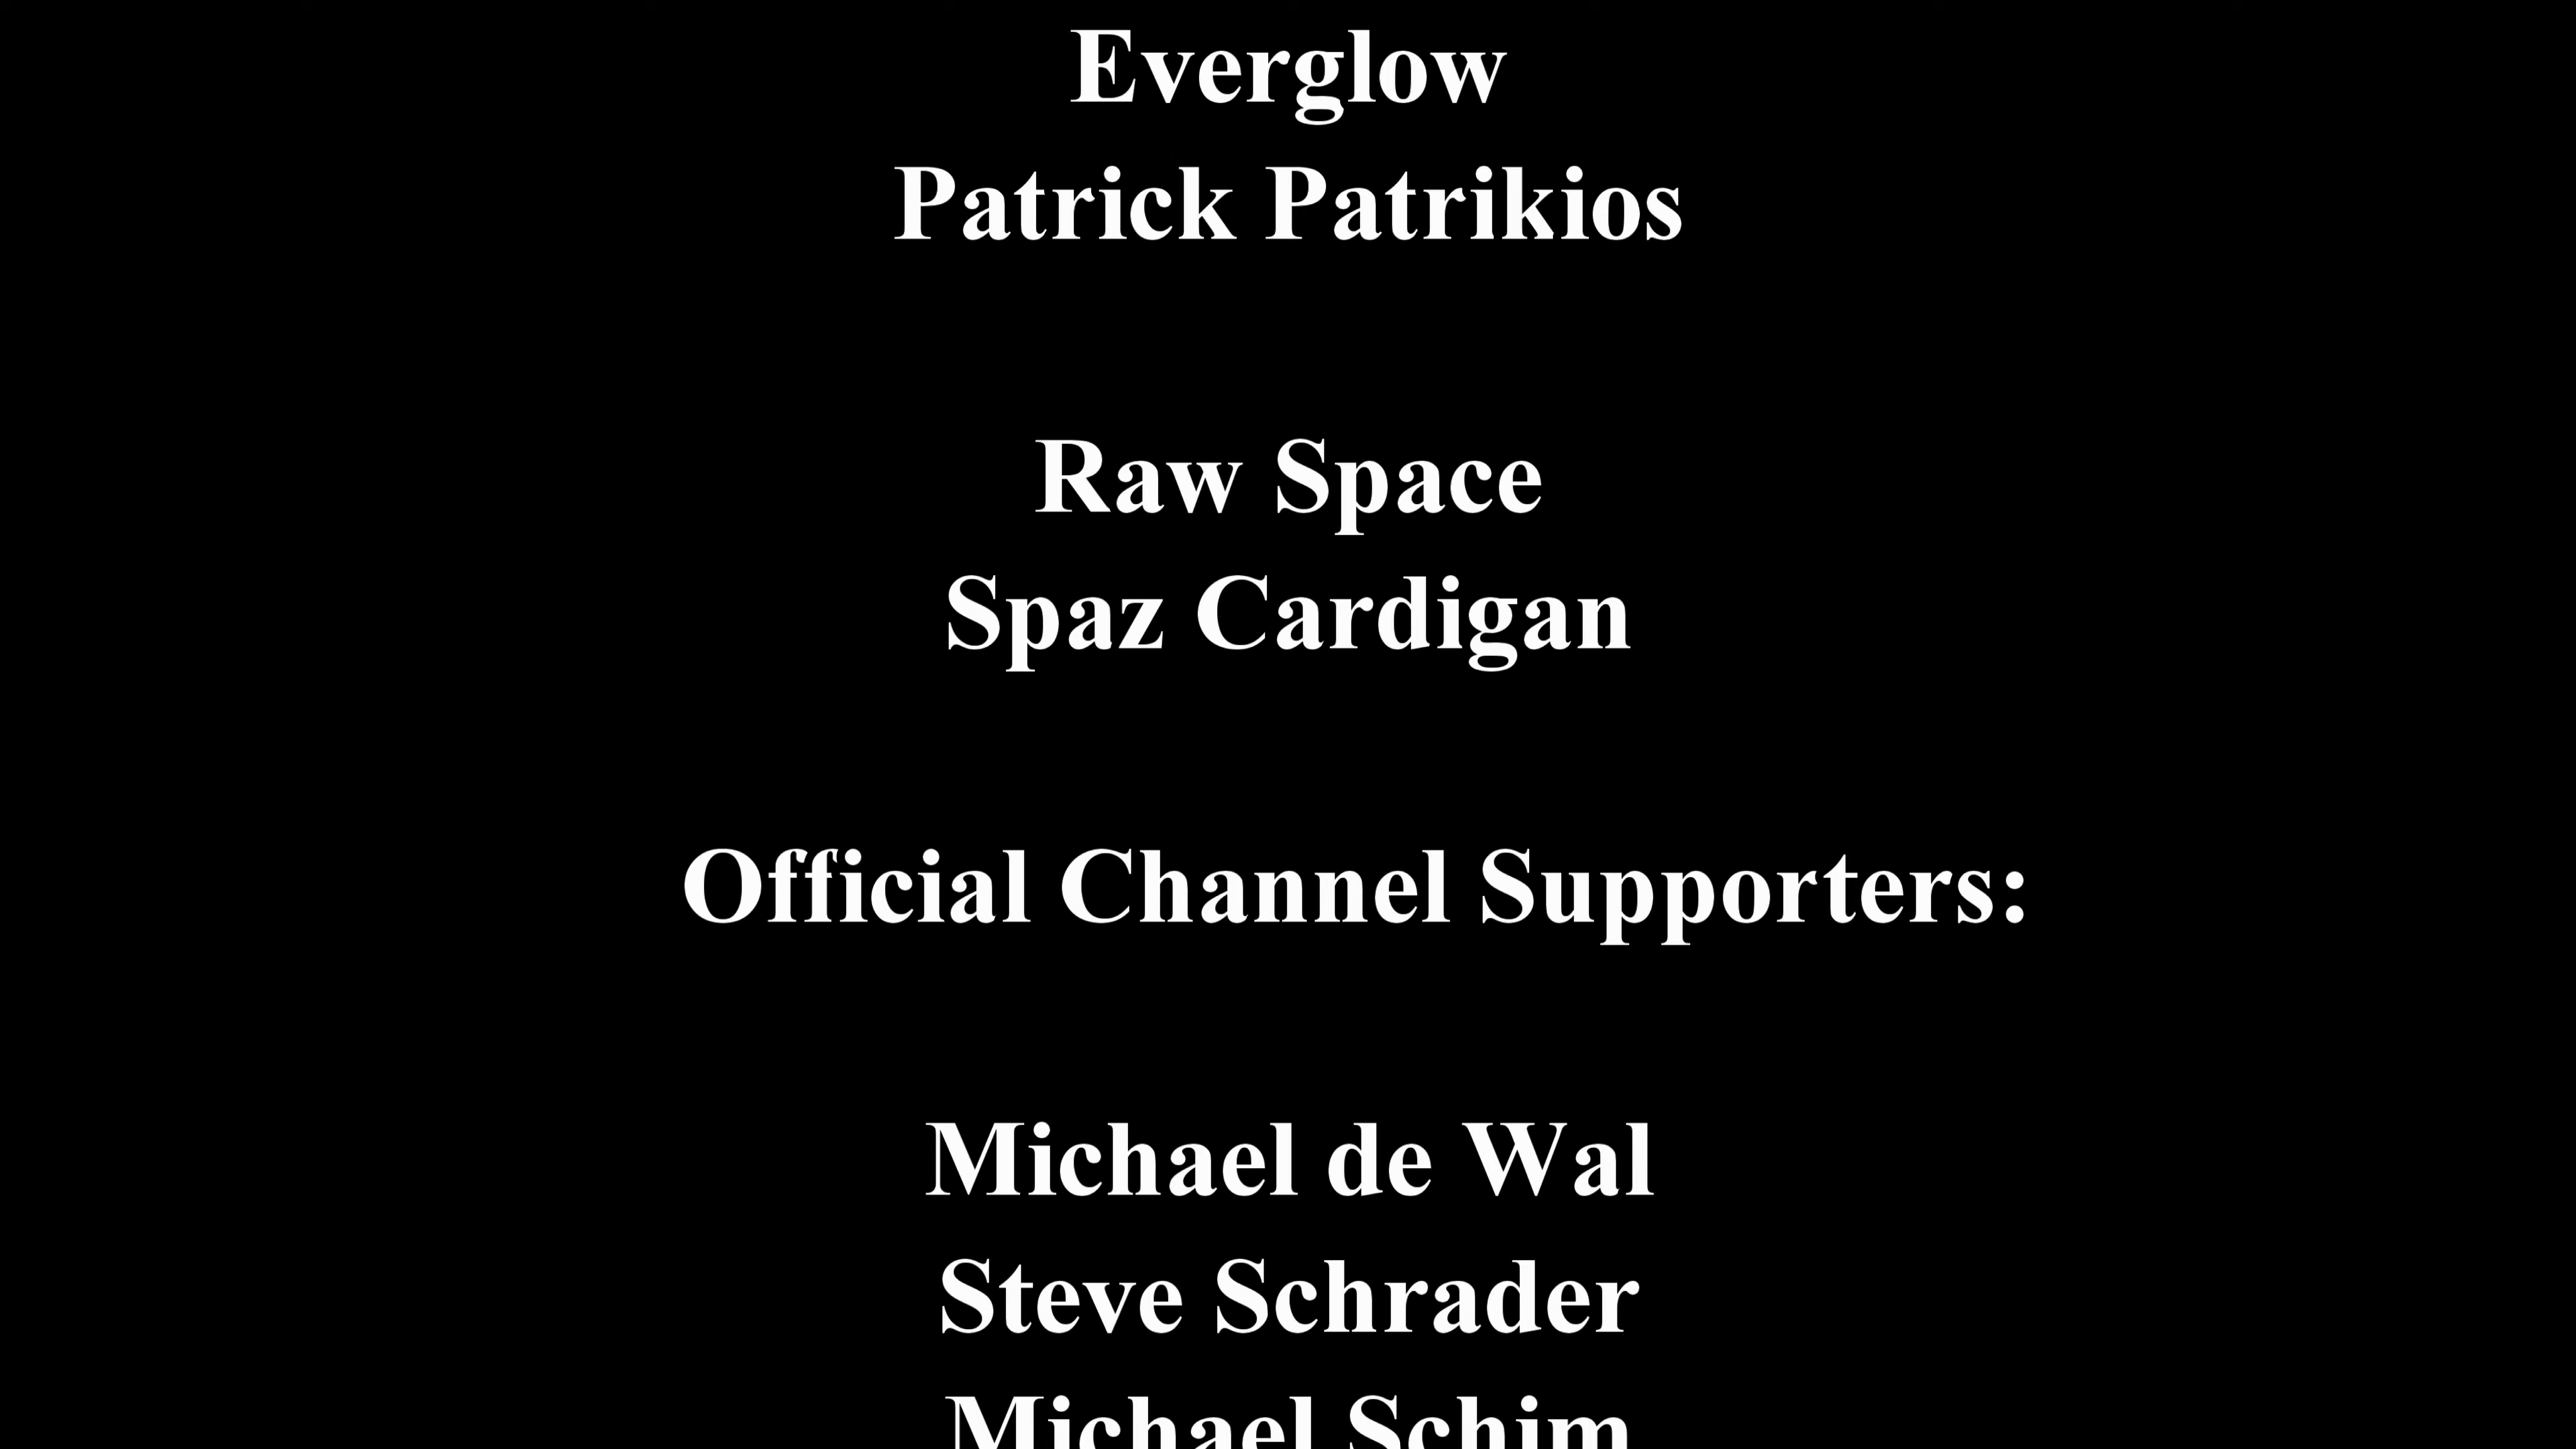 Everglow
Patrick Patrikios
Raw Space
Spaz Cardigan
Official Channel Supporters:
Michael de Wal
Steve Schrader
Michael Schim